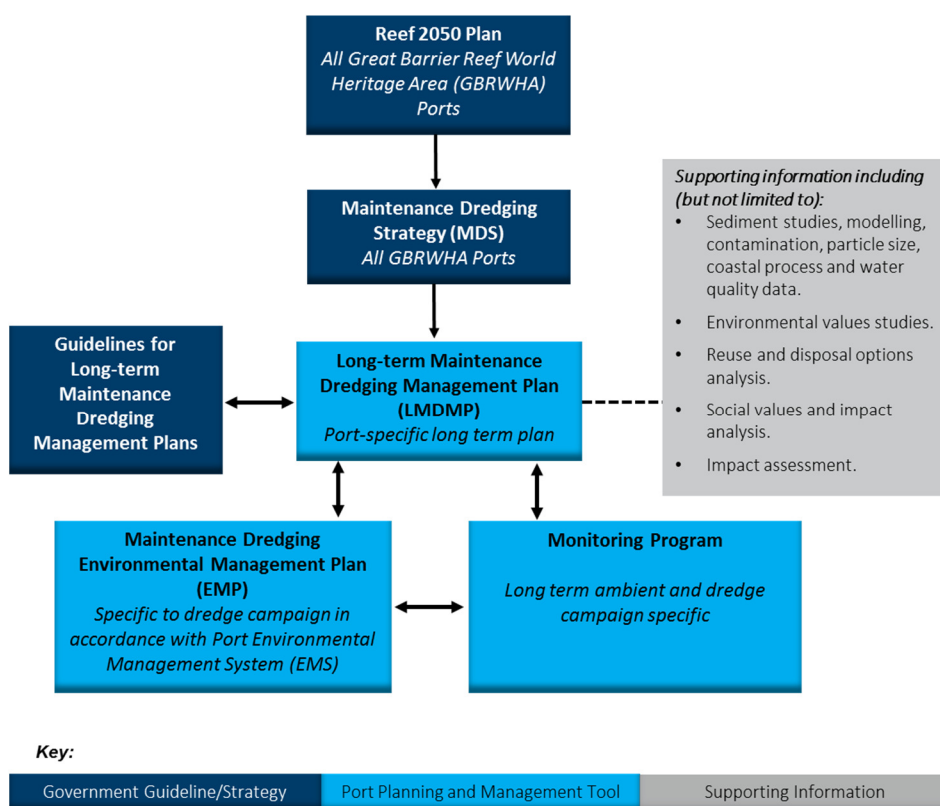 Reef 2050 Plan
All Great Barrier Reef World
Heritage Area (GBRWHA)
Ports
Maintenance Dredging
Strategy (MDS)
All GBRWHA Ports
Supporting information including
(but not limited to):
• Sediment studies, modelling,
contamination, particle size,
coastal process and water
quality data.
• Environmental values studies.
• Reuse and disposal options
analysis.
• Social values and impact
analysis.
• Impact assessment.
Guidelines for
Long-term
Maintenance
Dredging
Management Plans
Long-term Maintenance
Dredging Management Plan
(LMDMP)
Port-specific long term plan
Maintenance Dredging
Environmental Management Plan
(EMP)
Specific to dredge campaign in
accordance with Port Environmental
Management System (EMS)
Monitoring Program
Long term ambient and dredge
campaign specific
Key:
Government Guideline/Strategy
Port Planning and Management Tool
Supporting Information